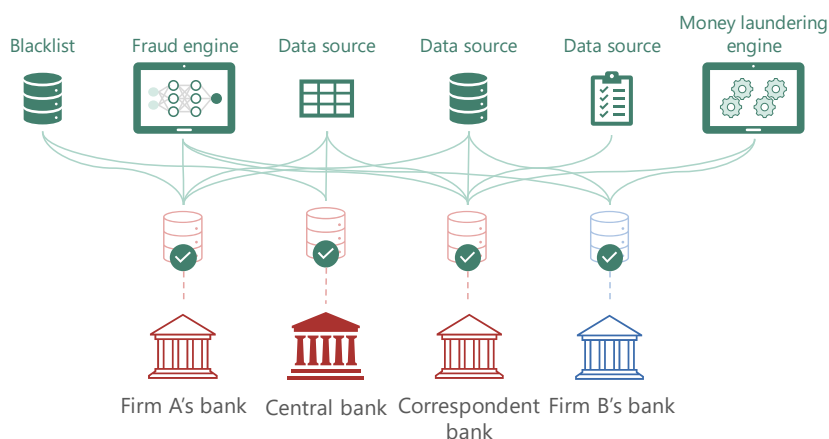 Blacklist
Fraud engine
Data source
Data source
Data source
Money laundering
engine
Firm A's bank
Central bank
Correspondent
bank
Firm B's bank